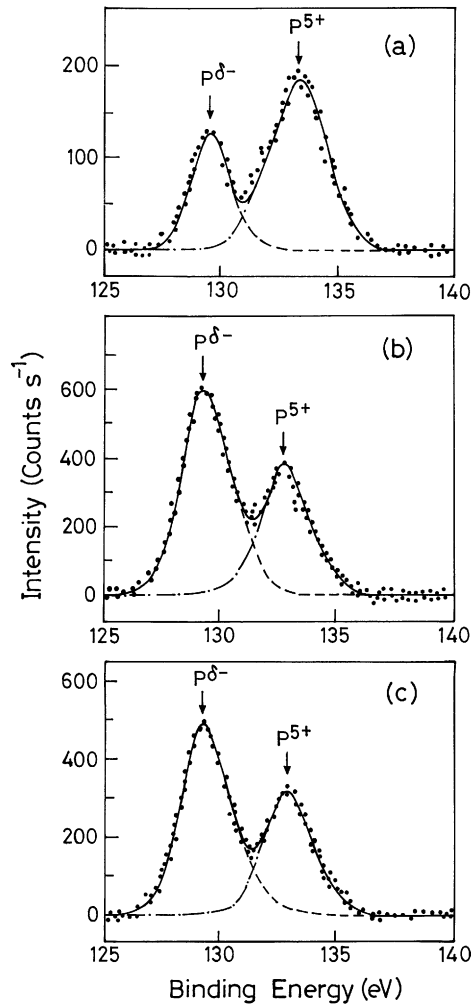 (a)
P^δ−
P^5+
200
100
0
125 130 135 140
(b)
P^δ−
P^5+
600
400
200
0
125 130 135 140
(c)
P^δ−
P^5+
600
400
200
0
125 130 135 140
Intensity (Counts s^−1)
Binding Energy (eV)